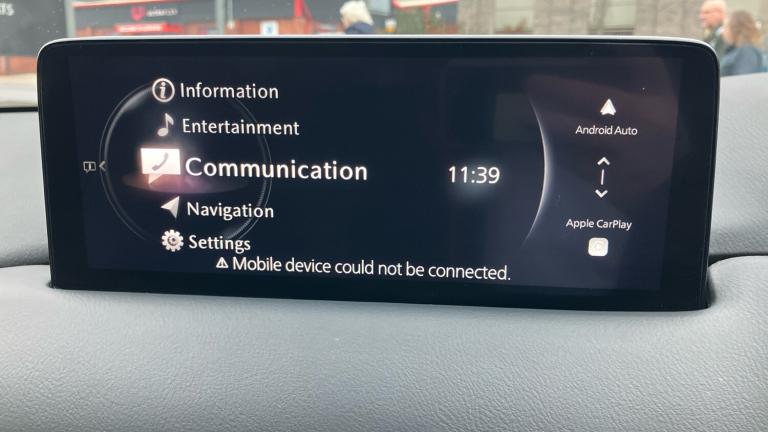 Information
Entertainment
Communication
11:39
Navigation
Settings
Mobile device could not be connected.
Android Auto
Apple CarPlay